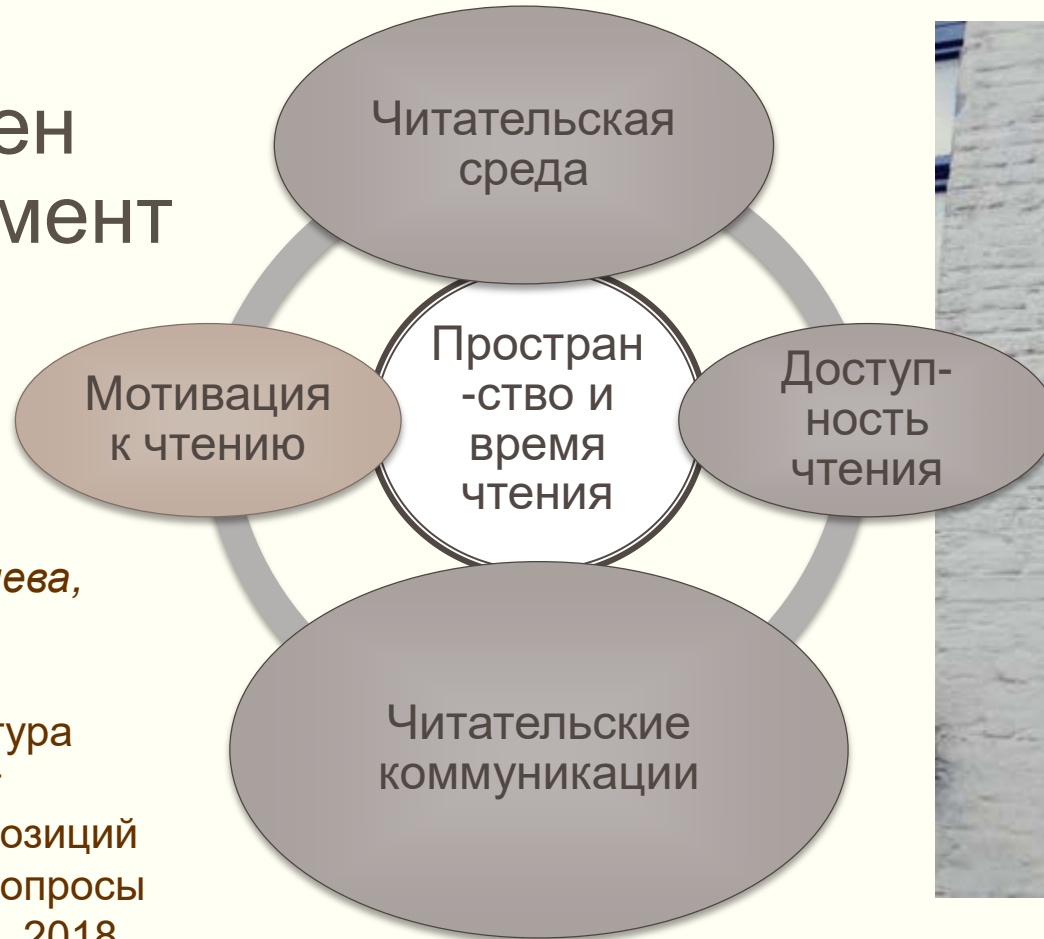 ен
мент
Читательская
среда
Мотивация
к чтению
Простран
-ство и
время
чтения
Доступ-
ность
чтения
Читательские
коммуникации
ева,
тура
озиций
опросы
2018